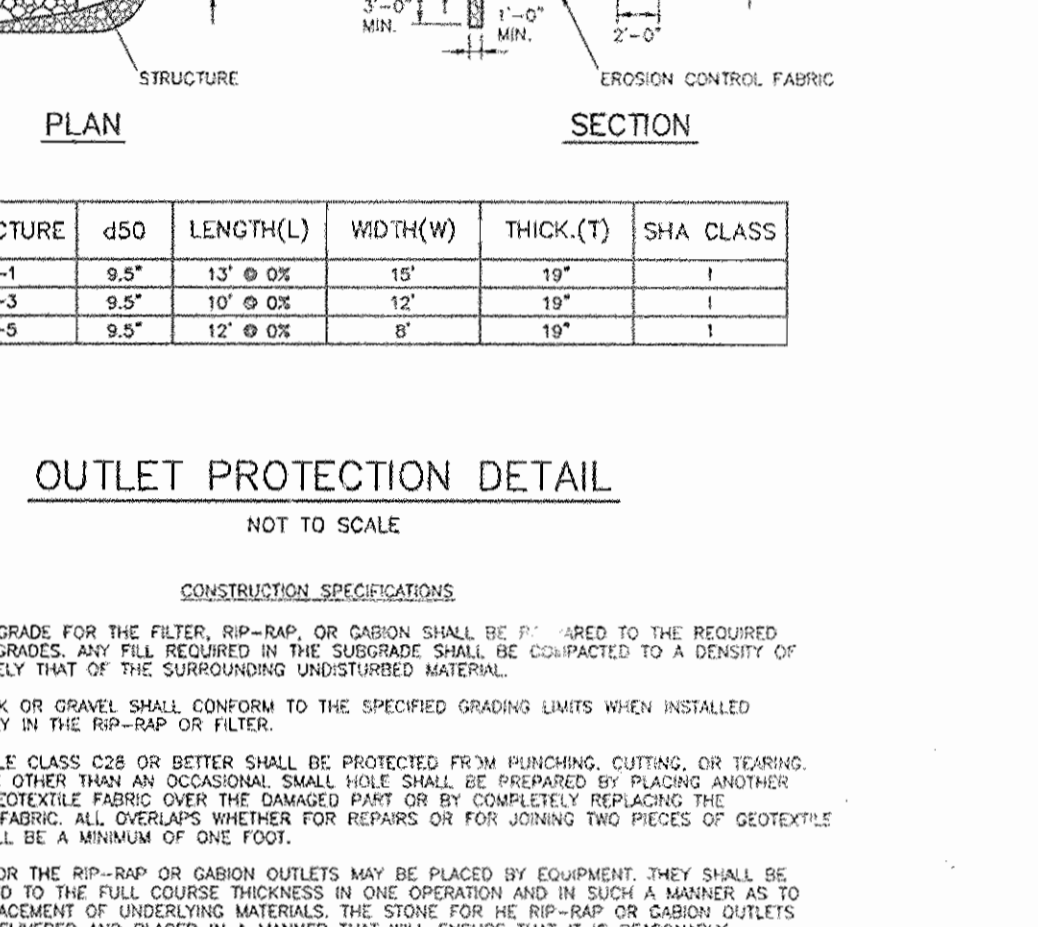 3'-0"
MIN.
1'-0"
MIN.
2'-0"
STRUCTURE
EROSION CONTROL FABRIC
PLAN
SECTION
CTURE d50 LENGTH(L) WIDTH(W) THICK.(T) SHA CLASS
-1 9.5" 13' @ 0% 15' 19" I
-3 9.5" 10' @ 0% 12' 19" I
-5 9.5" 12' @ 0% 8' 19" I
OUTLET PROTECTION DETAIL
NOT TO SCALE
CONSTRUCTION SPECIFICATIONS
GRADE FOR THE FILTER, RIP-RAP, OR GABION SHALL BE TO THE REQUIRED
GRADES. ANY FILL REQUIRED IN THE SUBGRADE SHALL BE COMPACTED TO A DENSITY OF
ELY THAT OF THE SURROUNDING UNDISTURBED MATERIAL.
K OR GRAVEL SHALL CONFORM TO THE SPECIFIED GRADING LIMITS WHEN INSTALLED
Y IN THE RIP-RAP OR FILTER.
LE CLASS C28 OR BETTER SHALL BE PROTECTED FROM PUNCHING, CUTTING, OR TEARING.
E OTHER THAN AN OCCASIONAL SMALL HOLE SHALL BE PREPARED BY PLACING ANOTHER
EOTEXTILE FABRIC OVER THE DAMAGED PART OR BY COMPLETELY REPLACING THE
FABRIC. ALL OVERLAPS WHETHER FOR REPAIRS OR FOR JOINING TWO PIECES OF GEOTEXTILE
LL BE A MINIMUM OF ONE FOOT.
OR THE RIP-RAP OR GABION OUTLETS MAY BE PLACED BY EQUIPMENT. THEY SHALL BE
D TO THE FULL COURSE THICKNESS IN ONE OPERATION AND IN SUCH A MANNER AS TO
ACEMENT OF UNDERLYING MATERIALS. THE STONE FOR HE RIP-RAP OR GABION OUTLETS